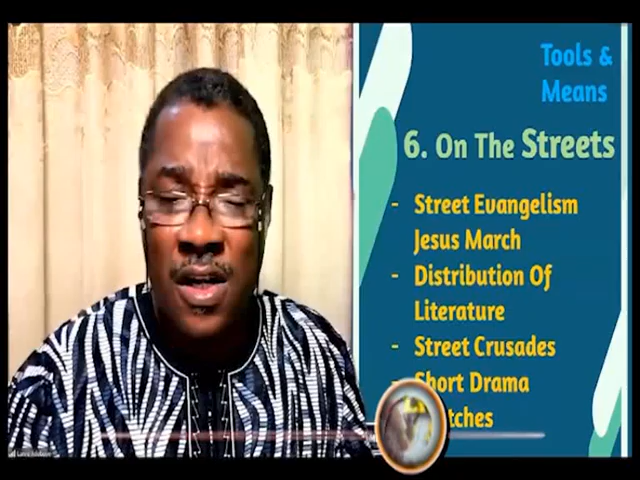 Tools &
Means
6. On The Streets
- Street Evangelism
Jesus March
- Distribution Of
Literature
- Street Crusades
- Short Drama